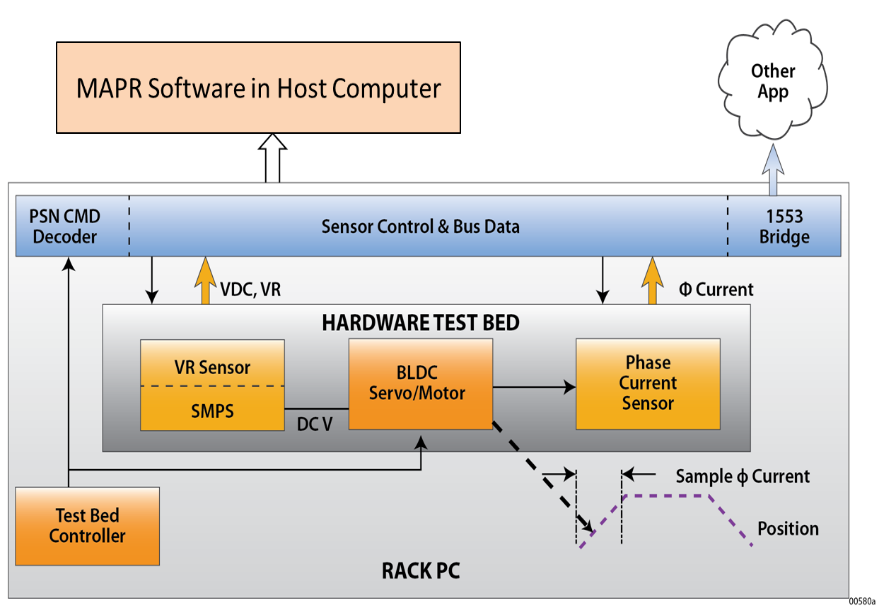 MAPR Software in Host Computer
Other
App
PSN CMD
Decoder
Sensor Control & Bus Data
1553
Bridge
VDC, VR
Φ Current
HARDWARE TEST BED
VR Sensor
SMPS
DC V
BLDC
Servo/Motor
Phase
Current
Sensor
Sample ϕ Current
Position
Test Bed
Controller
RACK PC
00580a